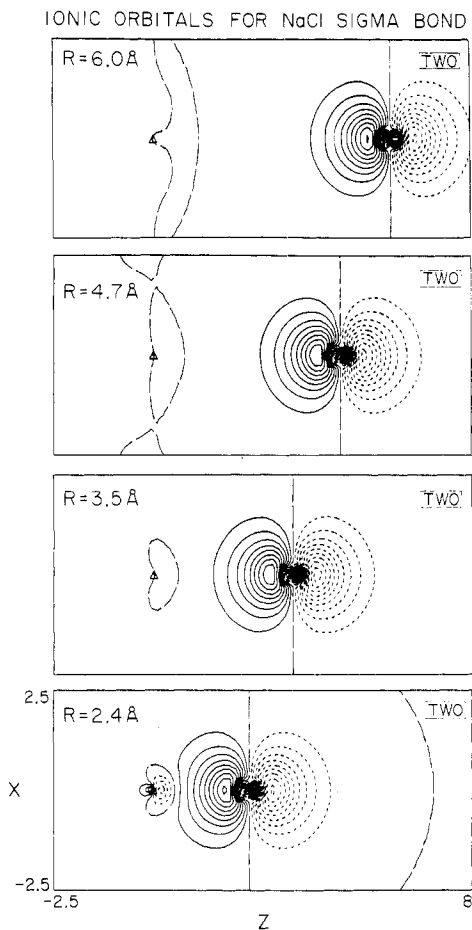 IONIC ORBITALS FOR NaCl SIGMA BOND
R=6.0Å TWO
R=4.7Å TWO
R=3.5Å TWO
2.5 R=2.4Å TWO
X
-2.5
-2.5 8
Z